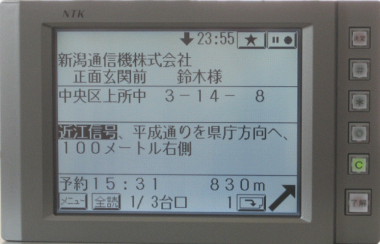 NTK
23:55 ★
新潟通信機株式会社
正面玄関前 鈴木様
中央区上所中 3-14-8
近江信号、平成通りを県庁方向へ、
100メートル右側
予約15:31 830m
メニュー 全読 1/3台口 1
C
了解